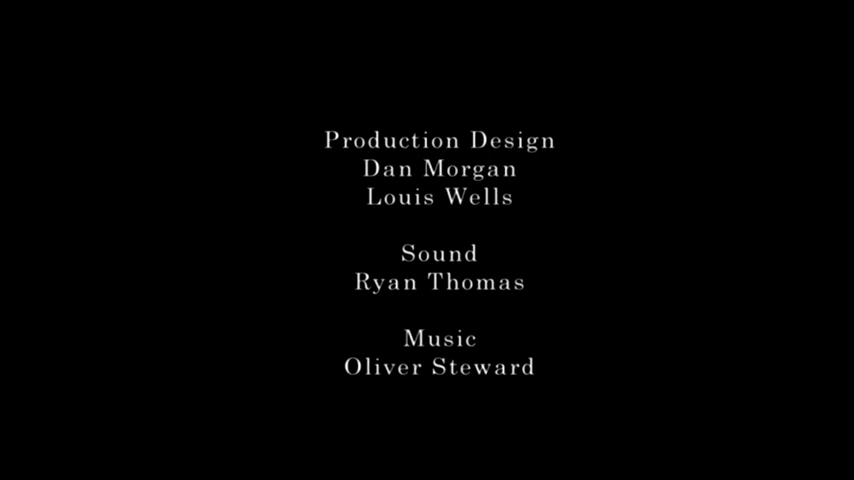 Production Design
Dan Morgan
Louis Wells
Sound
Ryan Thomas
Music
Oliver Steward